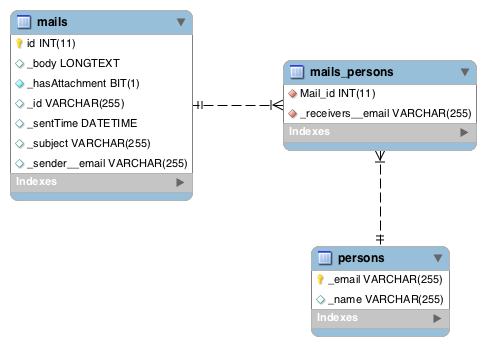 mails
id INT(11)
_body LONGTEXT
_hasAttachment BIT(1)
_id VARCHAR(255)
_sentTime DATETIME
_subject VARCHAR(255)
_sender__email VARCHAR(255)
Indexes
mails_persons
Mail_id INT(11)
_receivers__email VARCHAR(255)
Indexes
persons
_email VARCHAR(255)
_name VARCHAR(255)
Indexes